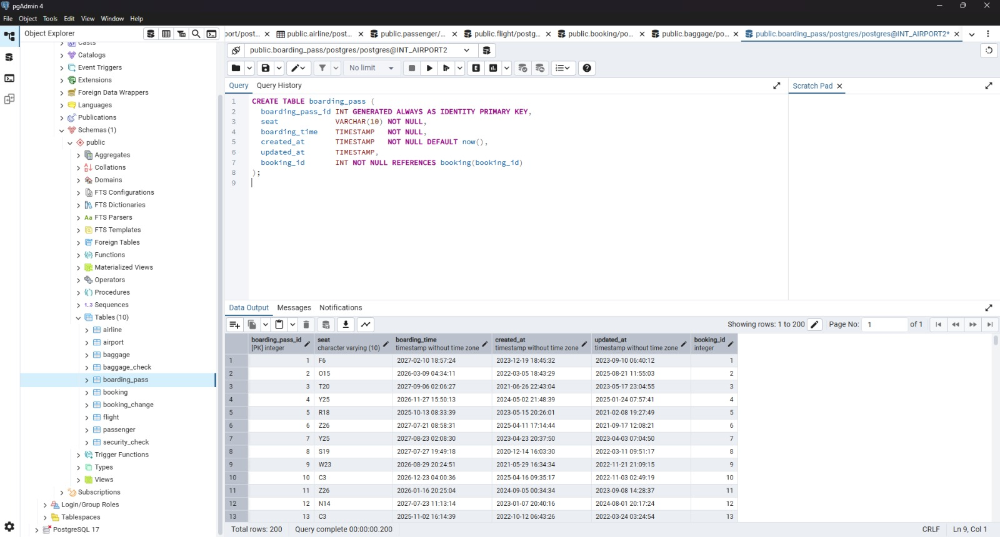 pgAdmin 4
File Object Tools Edit View Window Help
Object Explorer
port/post...
public.airline/post...
public.passenger/...
public.flight/postg...
public.booking/po...
public.baggage/po...
public.boarding_pass/postgres/postgres@INT_AIRPORT2*
Casts
Catalogs
Event Triggers
Extensions
Foreign Data Wrappers
Languages
Publications
Schemas (1)
public
Aggregates
Collations
Domains
FTS Configurations
FTS Dictionaries
Aa FTS Parsers
FTS Templates
Foreign Tables
Functions
Materialized Views
Operators
Procedures
1..3 Sequences
Tables (10)
airline
airport
baggage
baggage_check
boarding_pass
booking
booking_change
flight
passenger
security_check
Trigger Functions
Types
Views
Subscriptions
Login/Group Roles
Tablespaces
PostgreSQL 17
public.boarding_pass/postgres/postgres@INT_AIRPORT2
No limit
E
Query Query History
Scratch Pad
1 CREATE TABLE boarding_pass (
2 boarding_pass_id INT GENERATED ALWAYS AS IDENTITY PRIMARY KEY,
3 seat VARCHAR(10) NOT NULL,
4 boarding_time TIMESTAMP NOT NULL,
5 created_at TIMESTAMP NOT NULL DEFAULT now(),
6 updated_at TIMESTAMP,
7 booking_id INT NOT NULL REFERENCES booking(booking_id)
8 );
9
Data Output Messages Notifications
Showing rows: 1 to 200 Page No: 1 of 1
boarding_pass_id seat boarding_time created_at updated_at booking_id
[PK] integer character varying (10) timestamp without time zone timestamp without time zone timestamp without time zone integer
1 1 F6 2027-02-10 18:57:24 2023-12-19 18:45:32 2023-09-10 06:40:12 1
2 2 O15 2026-03-09 04:34:11 2022-03-05 18:43:29 2025-08-21 11:55:03 2
3 3 T20 2027-09-06 02:06:27 2021-06-26 22:43:04 2023-05-17 23:04:55 3
4 4 Y25 2026-11-27 15:50:13 2024-05-02 21:48:39 2025-01-24 07:57:41 4
5 5 R18 2025-10-13 08:33:39 2023-05-15 20:26:01 2021-02-08 19:27:49 5
6 6 Z26 2027-07-21 08:58:31 2025-04-11 17:14:44 2021-09-17 12:08:21 6
7 7 Y25 2027-08-23 02:08:30 2023-04-23 20:37:50 2023-04-03 07:04:50 7
8 8 S19 2027-07-27 19:49:18 2020-12-14 16:03:30 2022-03-11 09:51:17 8
9 9 W23 2026-08-29 20:24:51 2021-05-29 16:34:34 2022-11-21 21:09:15 9
10 10 C3 2026-12-23 04:00:36 2025-04-16 09:35:17 2022-11-03 02:49:19 10
11 11 Z26 2026-01-16 20:25:04 2024-09-05 00:34:34 2023-09-08 14:28:37 11
12 12 N14 2027-07-23 11:13:14 2023-01-07 20:40:16 2024-08-01 20:17:24 12
13 13 C3 2025-11-02 16:14:39 2022-10-12 06:43:26 2022-03-24 03:24:54 13
Total rows: 200 Query complete 00:00:00.200 CRLF Ln 9, Col 1